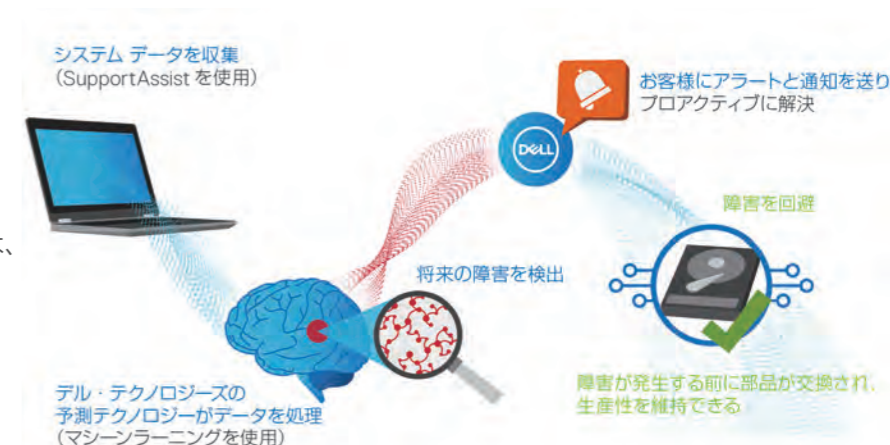 システム データを収集
（SupportAssist を使用）
お客様にアラートと通知を送り
プロアクティブに解決
DELL
障害を回避
、
将来の障害を検出
デル・テクノロジーズの
予測テクノロジーがデータを処理
（マシーンラーニングを使用）
障害が発生する前に部品が交換され、
生産性を維持できる